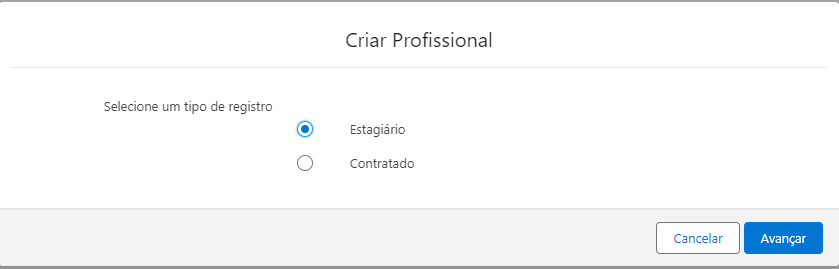 Criar Profissional
Selecione um tipo de registro
Estagiário
Contratado
Cancelar
Avançar